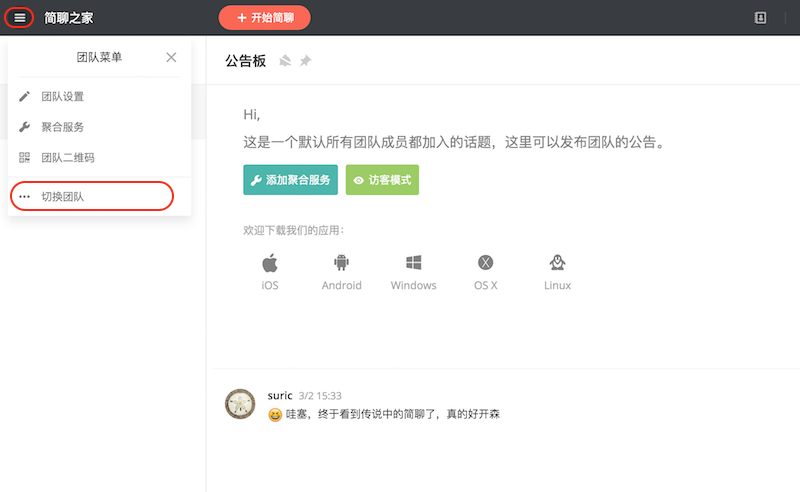 简聊之家
+ 开始简聊
团队菜单
团队设置
聚合服务
团队二维码
切换团队
公告板
Hi,
这是一个默认所有团队成员都加入的话题，这里可以发布团队的公告。
添加聚合服务 访客模式
欢迎下载我们的应用：
iOS Android Windows OS X Linux
suric 3/2 15:33
哇塞，终于看到传说中的简聊了，真的好开森